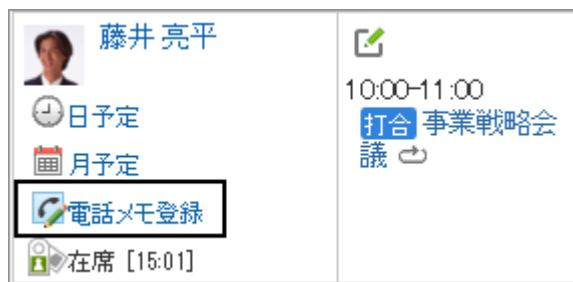 藤井 亮平
日予定
月予定
電話メモ登録
在席 [15:01]
10:00-11:00
打合 事業戦略会
議